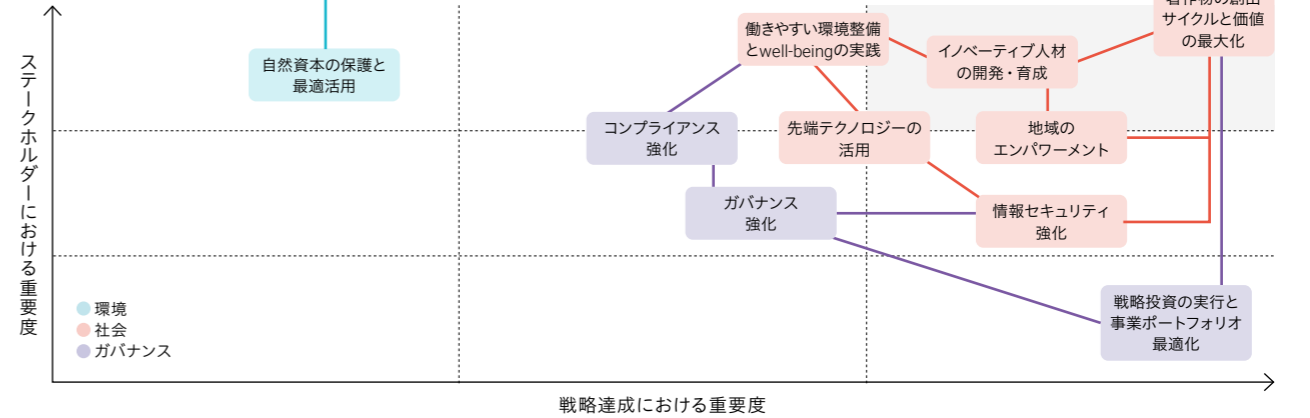 サイクルと価値
の最大化
働きやすい環境整備
とwell-beingの実践
イノベーティブ人材
の開発・育成
自然資本の保護と
最適活用
コンプライアンス
強化
先端テクノロジーの
活用
地域の
エンパワーメント
ガバナンス
強化
情報セキュリティ
強化
戦略投資の実行と
事業ポートフォリオ
最適化
ステークホルダーにおける重要度
環境
社会
ガバナンス
戦略達成における重要度